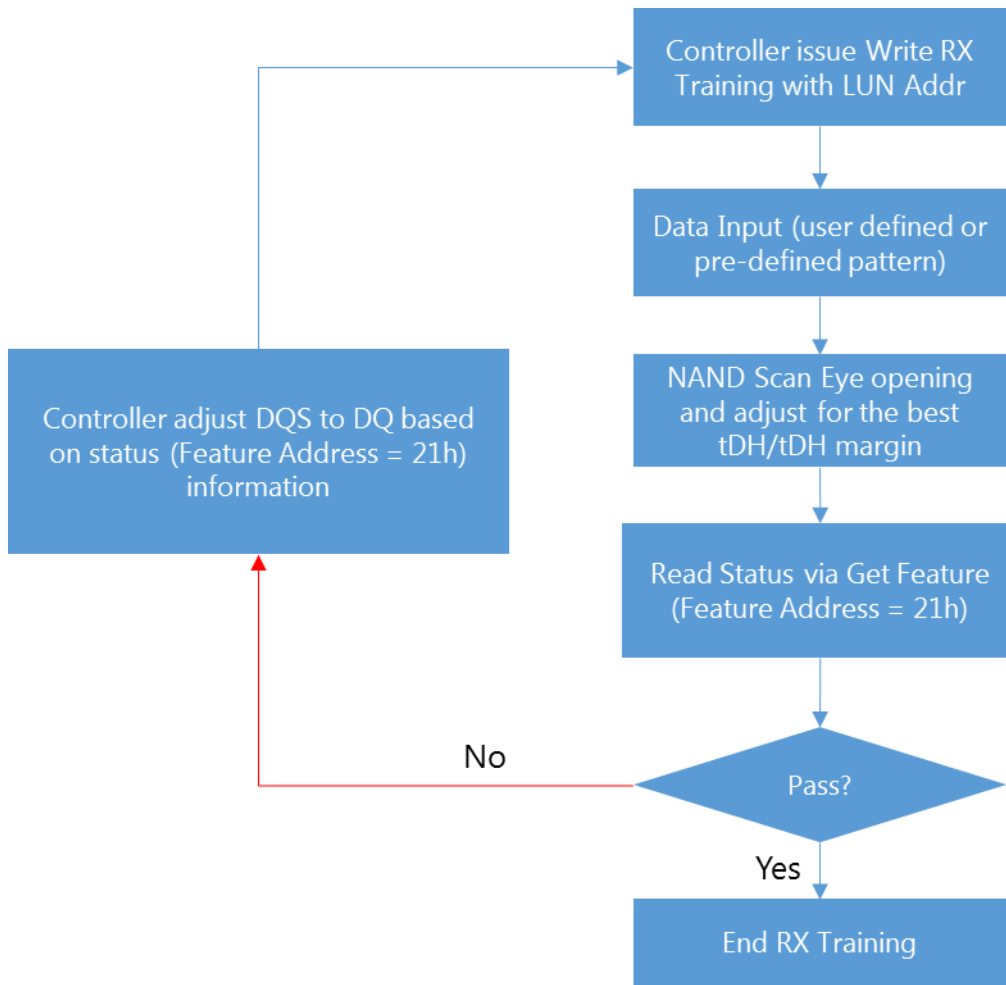 Controller issue Write RX
Training with LUN Addr
Data Input (user defined or
pre-defined pattern)
NAND Scan Eye opening
and adjust for the best
tDH/tDH margin
Controller adjust DQS to DQ based
on status (Feature Address = 21h)
information
Read Status via Get Feature
(Feature Address = 21h)
No
Pass?
Yes
End RX Training